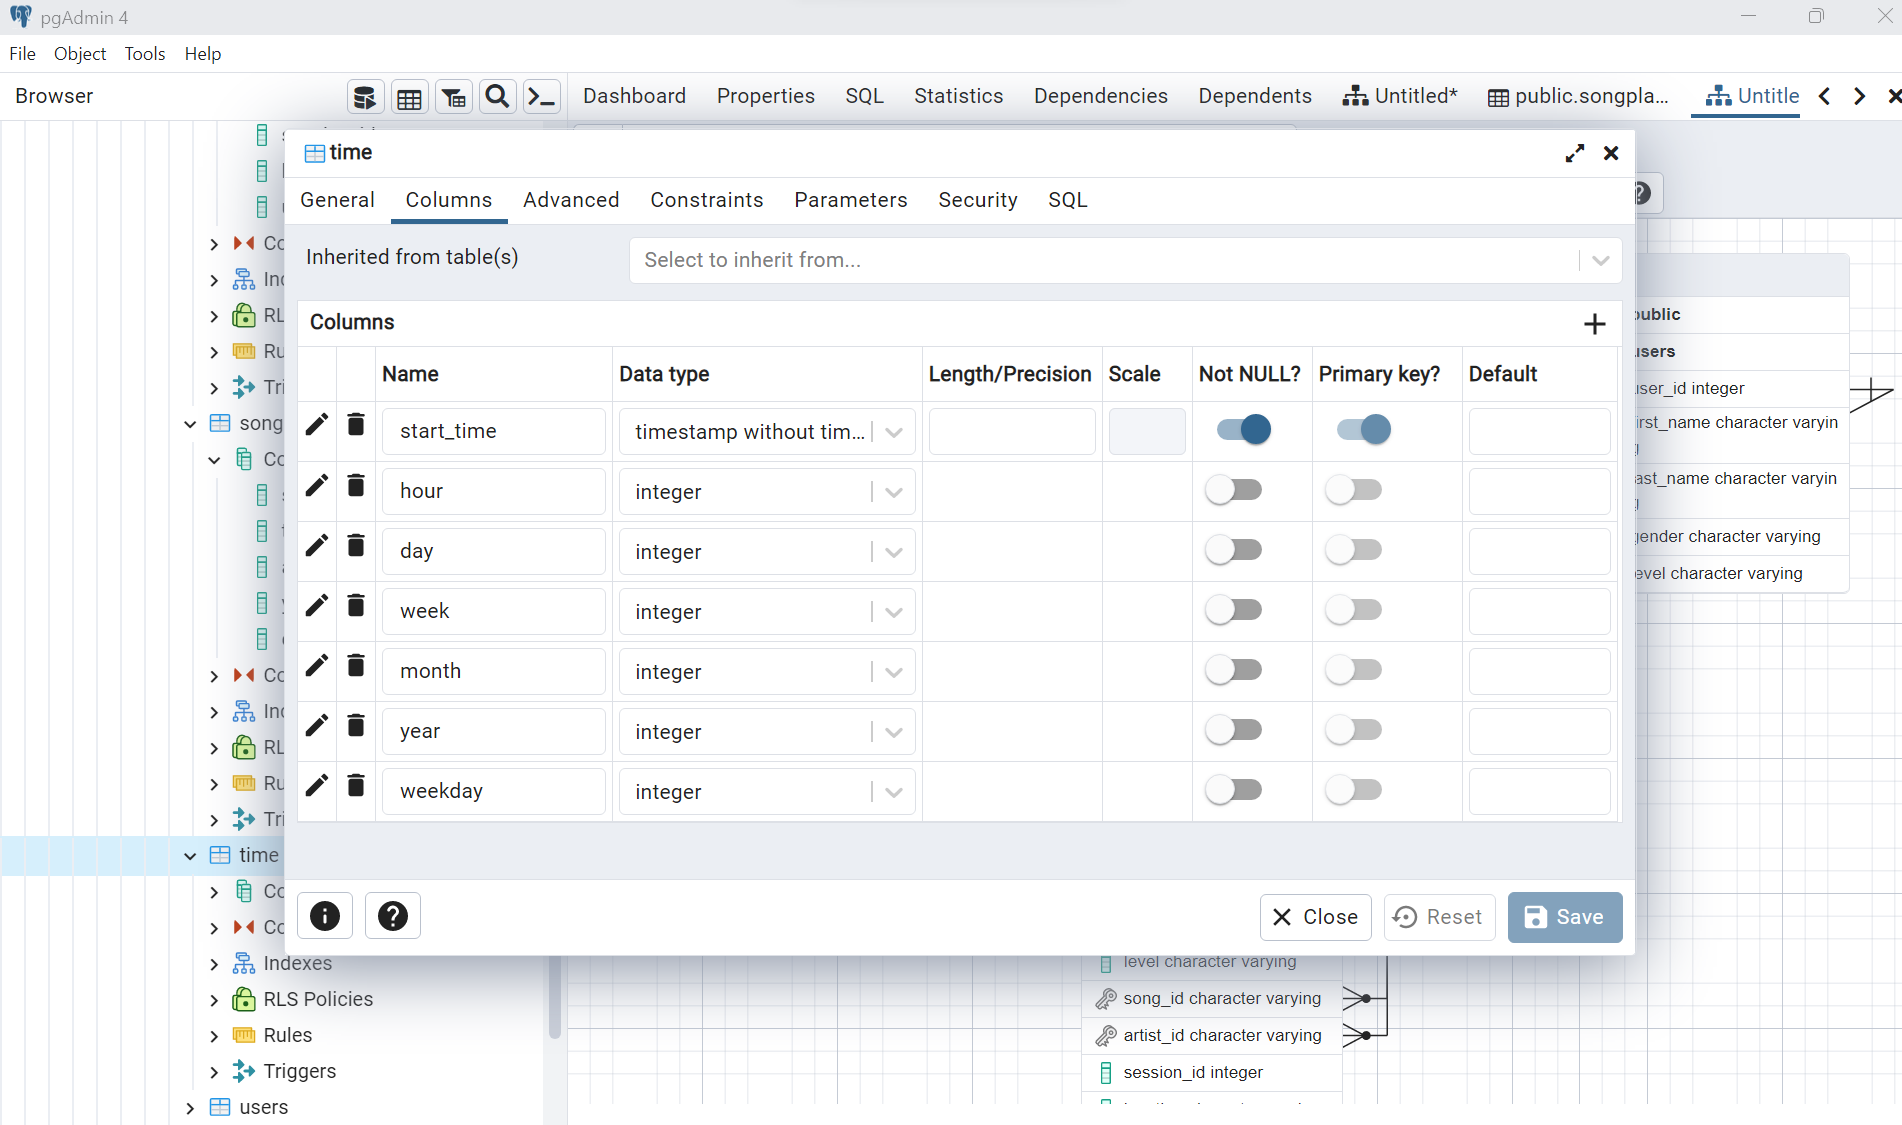 pgAdmin 4
File Object Tools Help
Browser
Dashboard Properties SQL Statistics Dependencies Dependents Untitled* public.songpla... Untitle
time
General Columns Advanced Constraints Parameters Security SQL
Inherited from table(s) Select to inherit from...
Columns
Name Data type Length/Precision Scale Not NULL? Primary key? Default
start_time timestamp without tim...
hour integer
day integer
week integer
month integer
year integer
weekday integer
Close Reset Save
Co
Inc
RL
Ru
Tri
song
Co
Co
Inc
RL
Ru
Tri
time
Co
Co
Indexes
RLS Policies
Rules
Triggers
users
public
users
user_id integer
first_name character varyin
g
last_name character varyin
g
gender character varying
level character varying
level character varying
song_id character varying
artist_id character varying
session_id integer